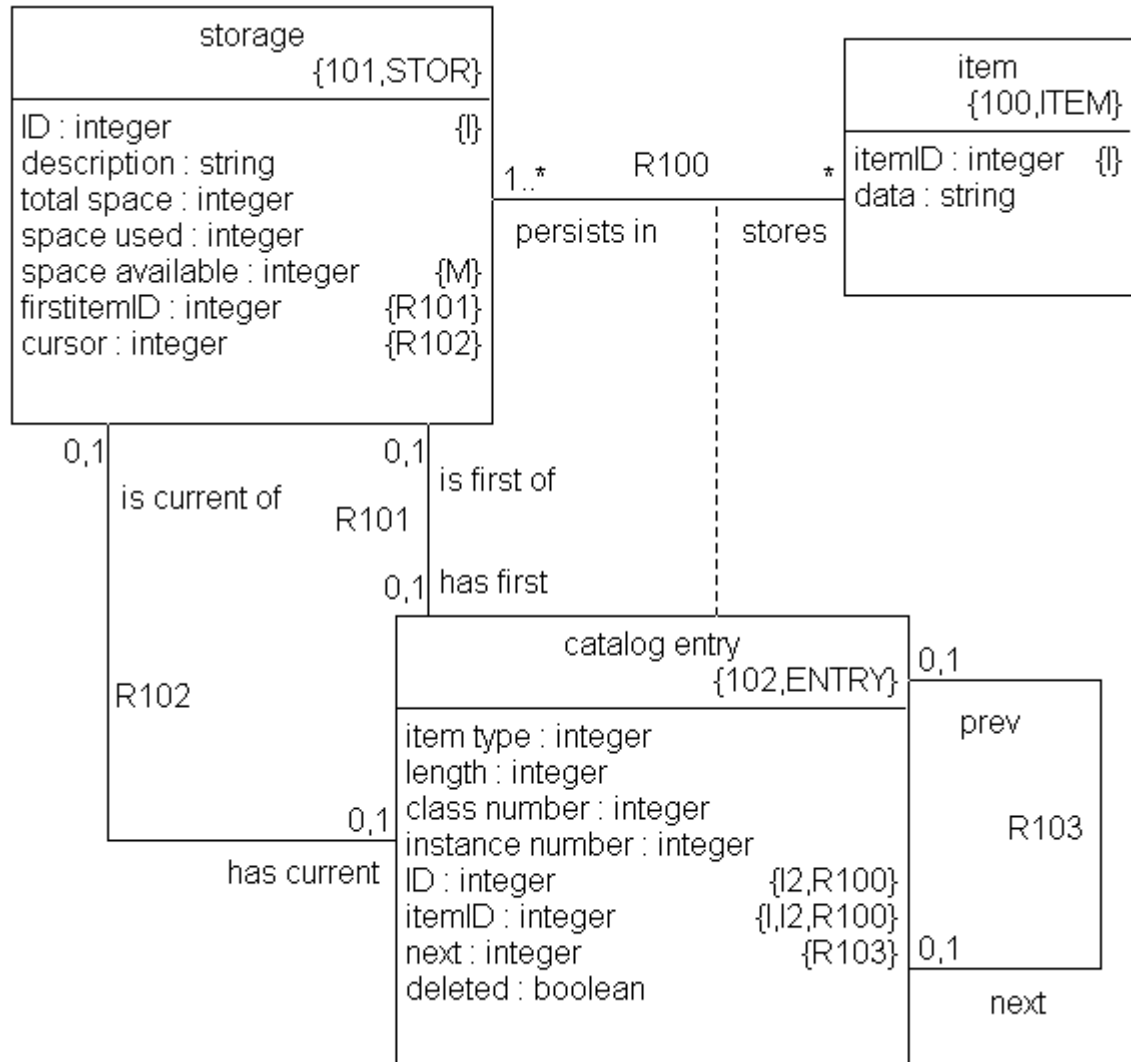 storage
{101,STOR}
ID : integer {I}
description : string
total space : integer
space used : integer
space available : integer {M}
firstitemID : integer {R101}
cursor : integer {R102}
item
{100,ITEM}
itemID : integer {I}
data : string
1..* R100 *
persists in stores
0,1 0,1
is current of is first of
R101
0,1 has first
R102
0,1
has current
catalog entry
{102,ENTRY}
item type : integer
length : integer
class number : integer
instance number : integer
ID : integer {I2,R100}
itemID : integer {I,I2,R100}
next : integer {R103}
deleted : boolean
0,1
prev
R103
0,1
next